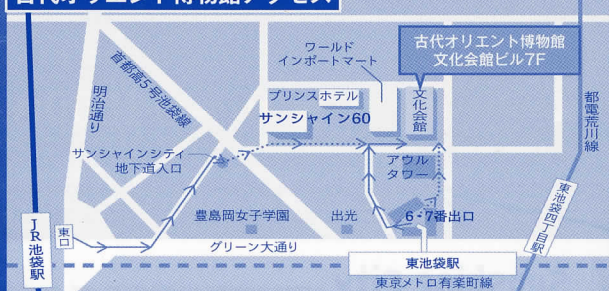 古代オリエント博物館アクセス
ワールド
インポートマート
古代オリエント博物館
文化会館ビル7F
首都高5号池袋線
明治通り
プリンスホテル
サンシャイン60
文化会館
都電荒川線
サンシャインシティ
地下道入口
アウル
タワー
豊島岡女子学園
出光
6・7番出口
東池袋四丁目駅
JR池袋駅
東口
グリーン大通り
東池袋駅
東京メトロ有楽町線